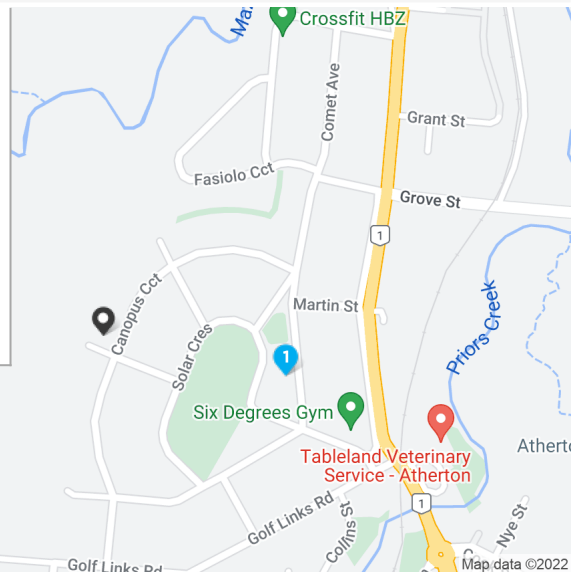 Maz
Crossfit HBZ
Comet Ave
Grant St
Fasiolo Cct
Grove St
1
Canopus Cct
Martin St
Priors Creek
Solar Cres
1
Six Degrees Gym
Tableland Veterinary
Service - Atherton
Atherto
1
Golf Links Rd
Collins St
Nye St
Golf Links Rd
C
Map data ©2022